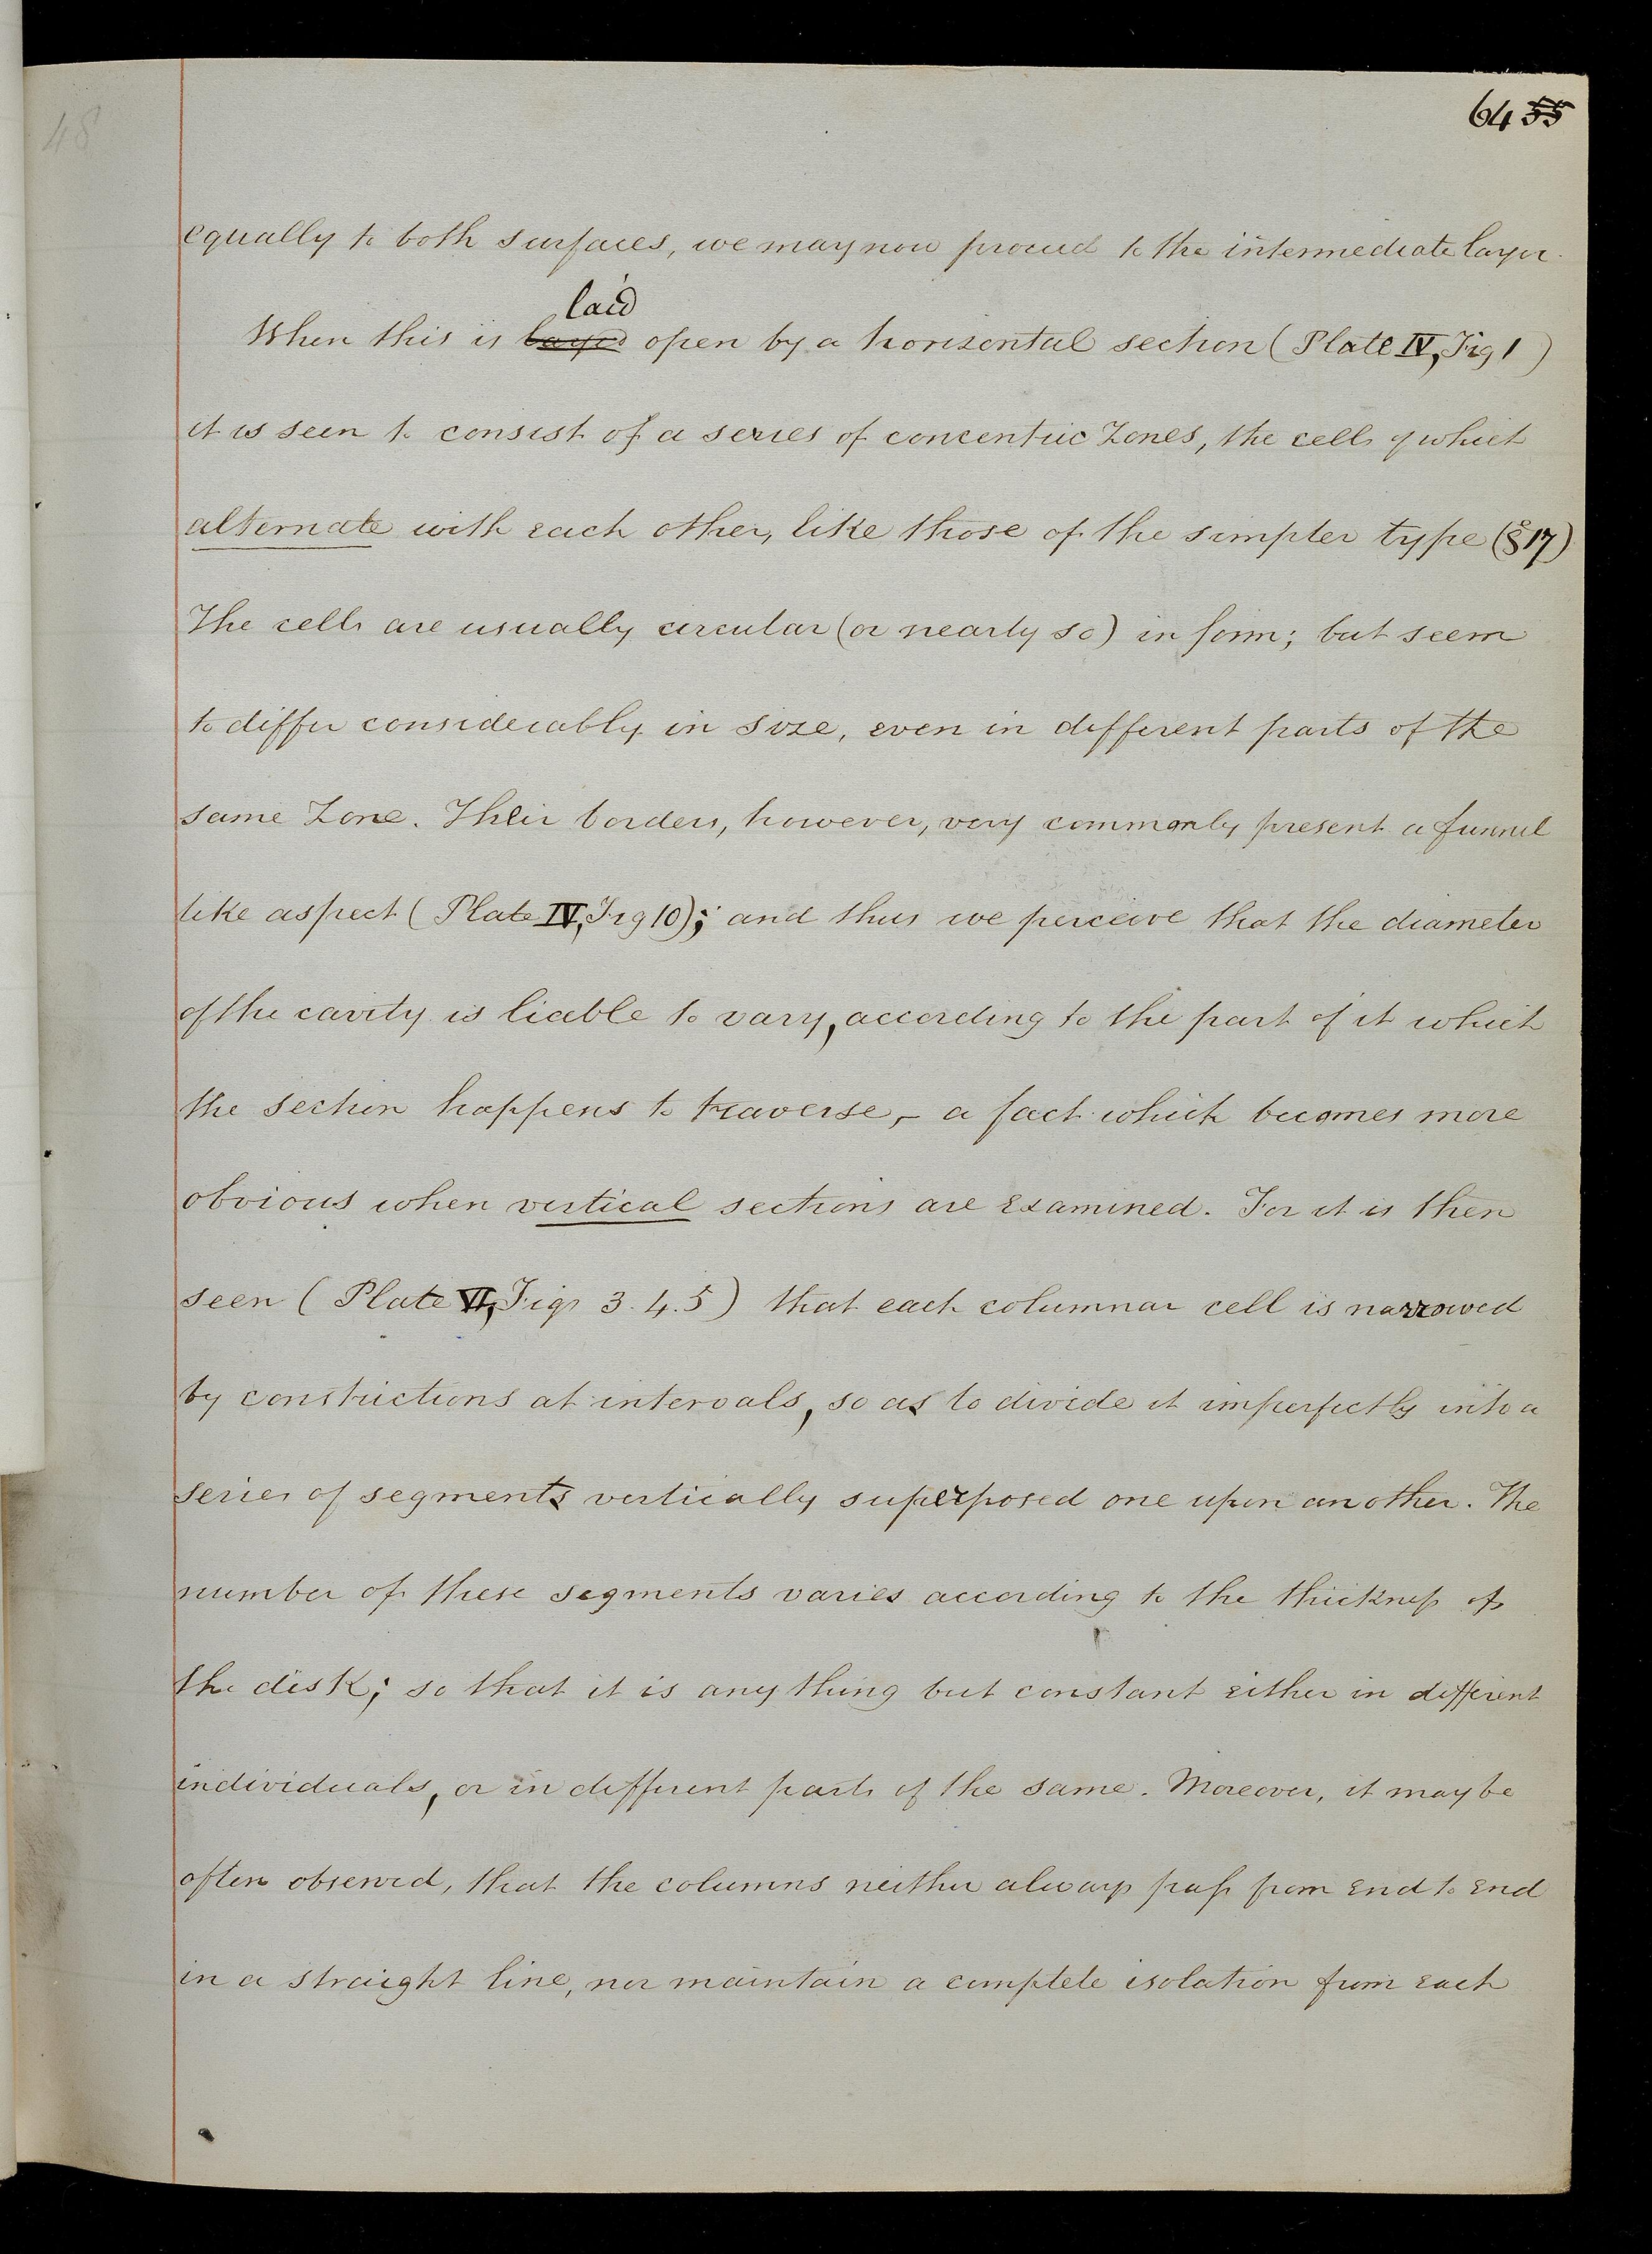 48
64 55
equally to both surfaces, we may now proceed to the intermediate layer.
laid
When this is layed open by a horizontal section (Plate IV, Fig 1)
it is seen to consist of a series of concentric Zones, the cells of which
alternate with each other, like those of the simpler type (§ 17)
The cells are usually circular (or nearly so) in form; but seem
to differ considerably in size, even in different parts of the
same Zone. Their borders, however, very commonly present a funnel
like aspect (Plate IV, Fig 10); and thus we perceive that the diameter
of the cavity is liable to vary, according to the part of it which
the section happens to traverse, - a fact which becomes more
obvious when vertical sections are examined. For it is then
seen (Plate VI, Figs 3. 4. 5) that each columnar cell is narrowed
by constrictions at intervals, so as to divide it imperfectly into a
series of segments vertically superposed one upon another. The
number of these segments varies according to the thickness of
the disk; so that it is any thing but constant either in different
individuals, or in different parts of the same. Moreover, it may be
often observed, that the columns neither always pass from end to end
in a straight line, nor maintain a complete isolation from each